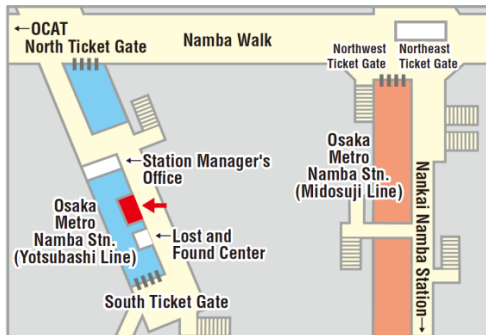 ←OCAT
North Ticket Gate
Namba Walk
Northwest
Ticket Gate
Northeast
Ticket Gate
Station Manager's
Office
Osaka
Metro
Namba Stn.
(Midosuji Line)
Osaka
Metro
Namba Stn.
(Yotsubashi Line)
Lost and
Found Center
Nankai Namba Station→
South Ticket Gate